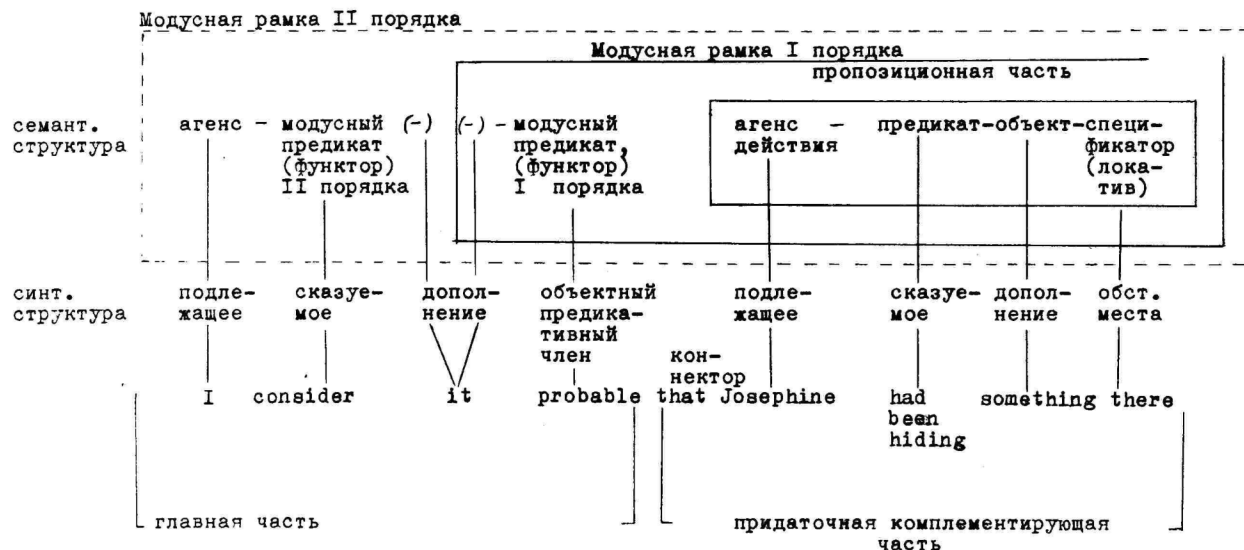 Модусная рамка II порядка
Модусная рамка I порядка
пропозиционная часть
семант. агенс – модусный (-) (-) – модусный агенс – предикат–объект–специ-
структура предикат предикат, действия фикатор
(функтор) (функтор) (лока-
II порядка I порядка тив)
синт. подле- сказуе- допол- объектный подле- сказуе- допол- обст.
структура жащее мое нение предика- жащее мое нение места
тивный
член кон-
нектор
I consider it probable that Josephine had something there
been
hiding
главная часть придаточная комплементирующая
часть